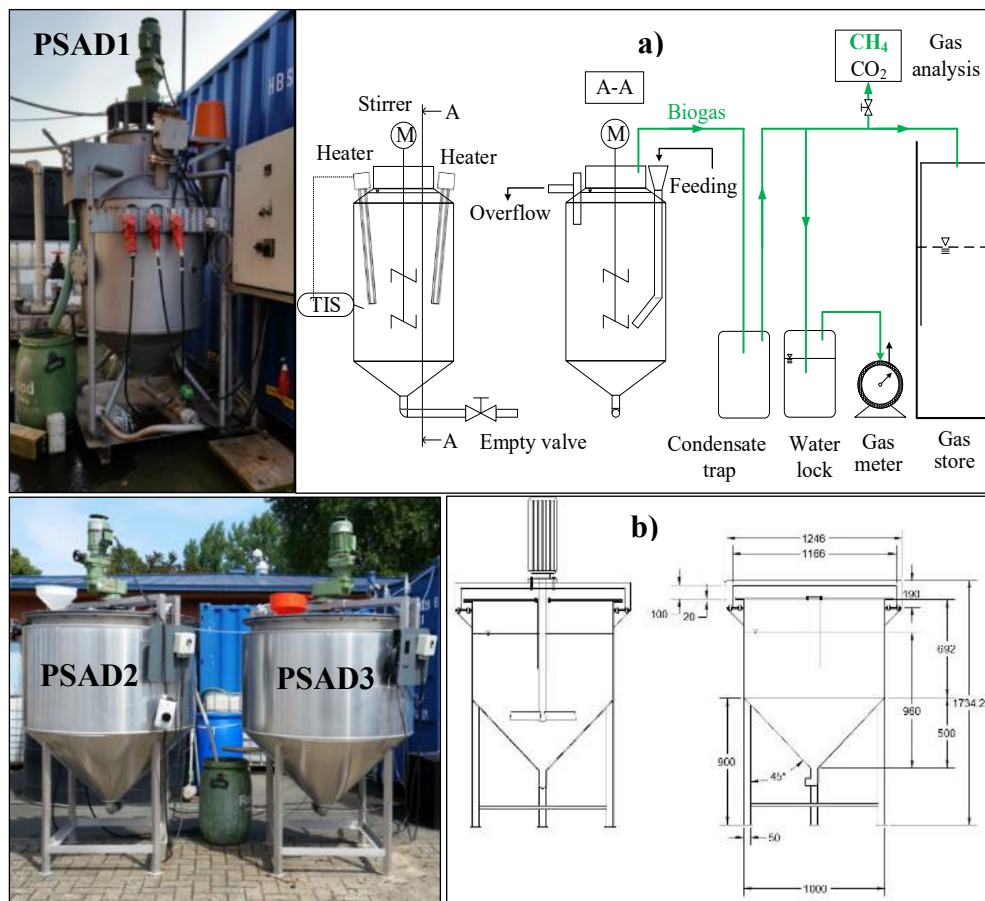 PSAD1
HBS
a)
A-A
Stirrer
A
M
M
Heater
Heater
Biogas
CH₄
CO₂
Gas
analysis
Overflow
Feeding
TIS
A
Empty valve
Condensate
trap
Water
lock
Gas
meter
Gas
store
PSAD2
PSAD3
b)
1246
1166
100
20
190
692
960
500
1734.2
900
45°
50
1000